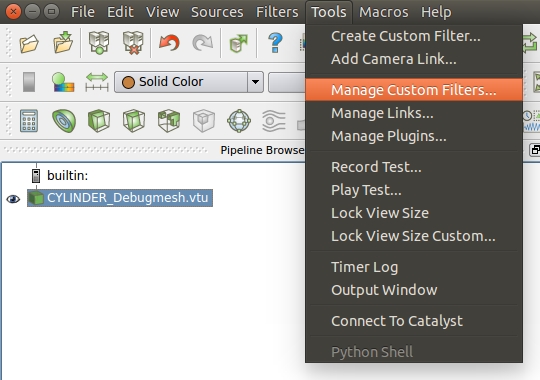 File Edit View Sources Filters Tools Macros Help
Create Custom Filter...
Add Camera Link...
Solid Color
Manage Custom Filters...
Manage Links...
Manage Plugins...
Pipeline Browse
builtin:
CYLINDER_Debugmesh.vtu
Record Test...
Play Test...
Lock View Size
Lock View Size Custom...
Timer Log
Output Window
Connect To Catalyst
Python Shell